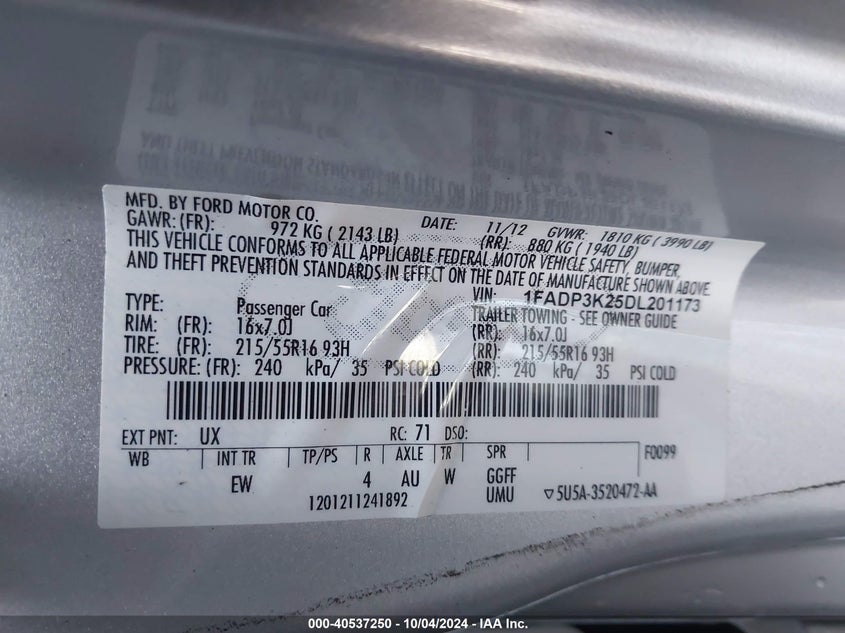 MFD. BY FORD MOTOR CO. DATE: 11/12 GVWR: 1810 KG ( 3990 LB)
GAWR: (FR): 972 KG ( 2143 LB) (RR): 880 KG ( 1940 LB)
THIS VEHICLE CONFORMS TO ALL APPLICABLE FEDERAL MOTOR VEHICLE SAFETY, BUMPER,
AND THEFT PREVENTION STANDARDS IN EFFECT ON THE DATE OF MANUFACTURE SHOWN ABOVE.
VIN: 1FADP3K25DL201173
TYPE: Passenger Car TRAILER TOWING - SEE OWNER GUIDE
RIM: (FR): 16x7.0J (RR): 16x7.0J
TIRE: (FR): 215/55R16 93H (RR): 215/55R16 93H
PRESSURE: (FR): 240 kPa/ 35 PSI COLD (RR): 240 kPa/ 35 PSI COLD
EXT PNT: UX RC: 71 DSO:
WB INT TR TP/PS R AXLE TR SPR F0099
EW 4 AU W GGFF
1201211241892 UMU ▽5U5A-3520472-AA
000-40537250 - 10/04/2024 - IAA Inc.